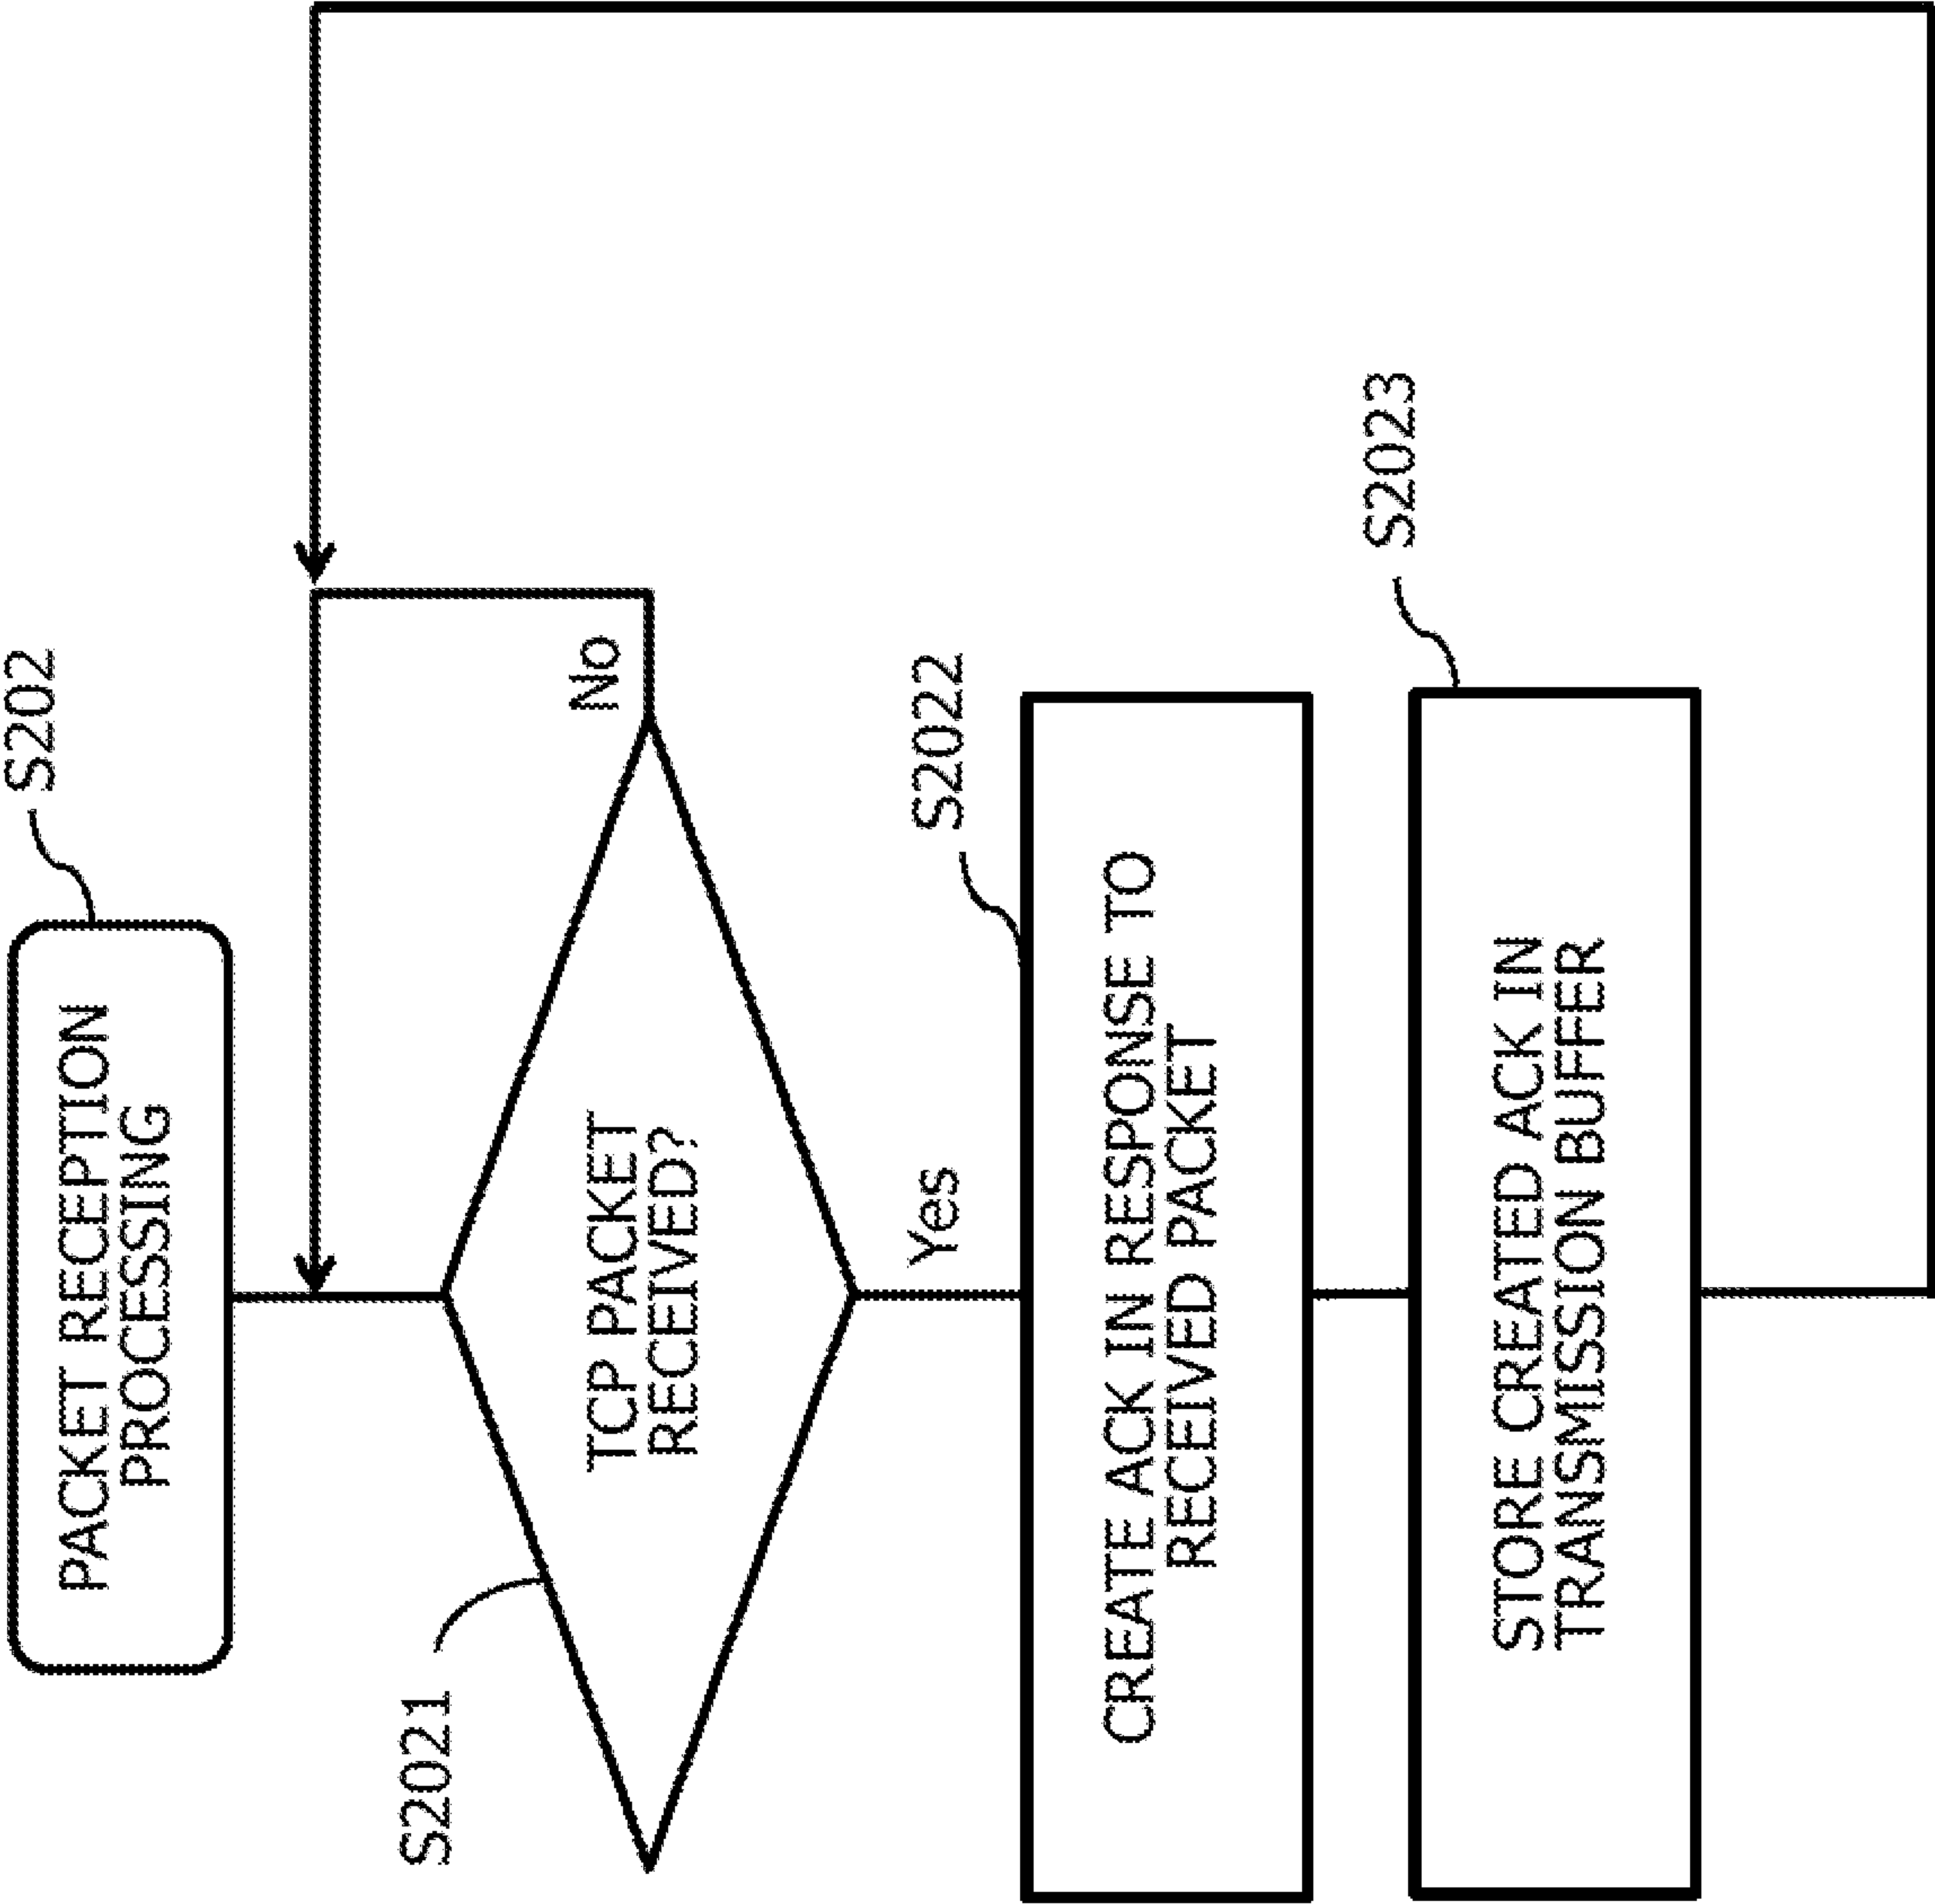 S202
PACKET RECEPTION
PROCESSING
S2021
TCP PACKET
RECEIVED?
No
Yes
S2022
CREATE ACK IN RESPONSE TO
RECEIVED PACKET
S2023
STORE CREATED ACK IN
TRANSMISSION BUFFER